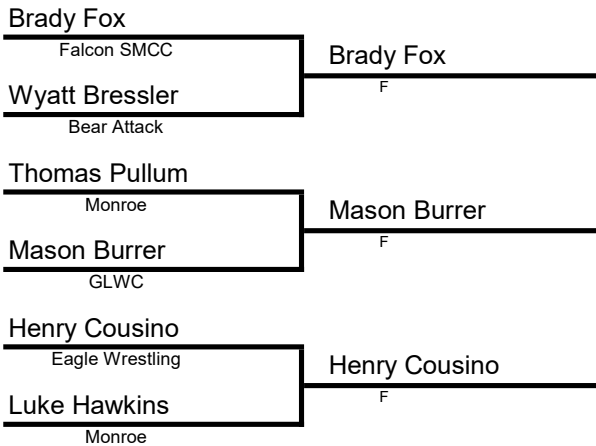 Brady Fox
Falcon SMCC
Brady Fox
F
Wyatt Bressler
Bear Attack
Thomas Pullum
Monroe
Mason Burrer
F
Mason Burrer
GLWC
Henry Cousino
Eagle Wrestling
Henry Cousino
F
Luke Hawkins
Monroe